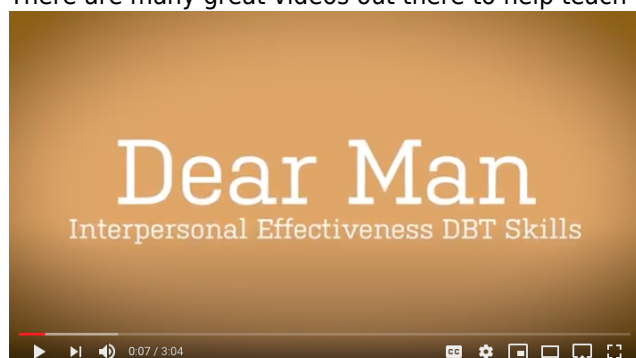 There are many great videos out there to help teach
Dear Man
Interpersonal Effectiveness DBT Skills
0:07 / 3:04
CC